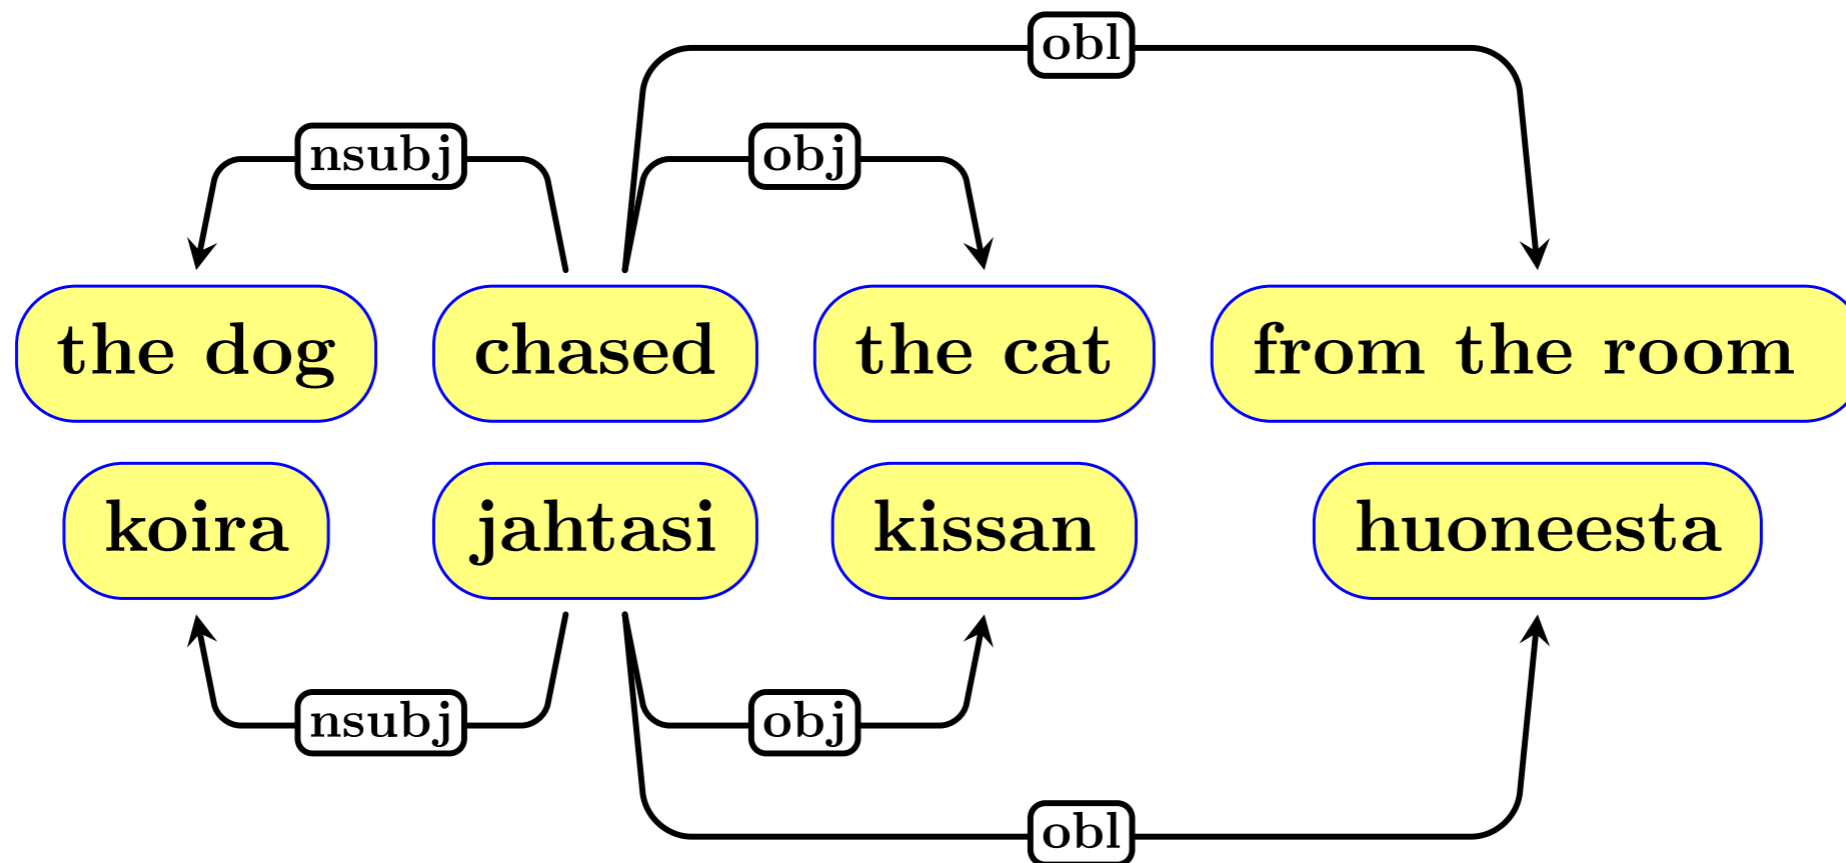 obl
nsubj obj
the dog chased the cat from the room
koira jahtasi kissan huoneesta
nsubj obj
obl